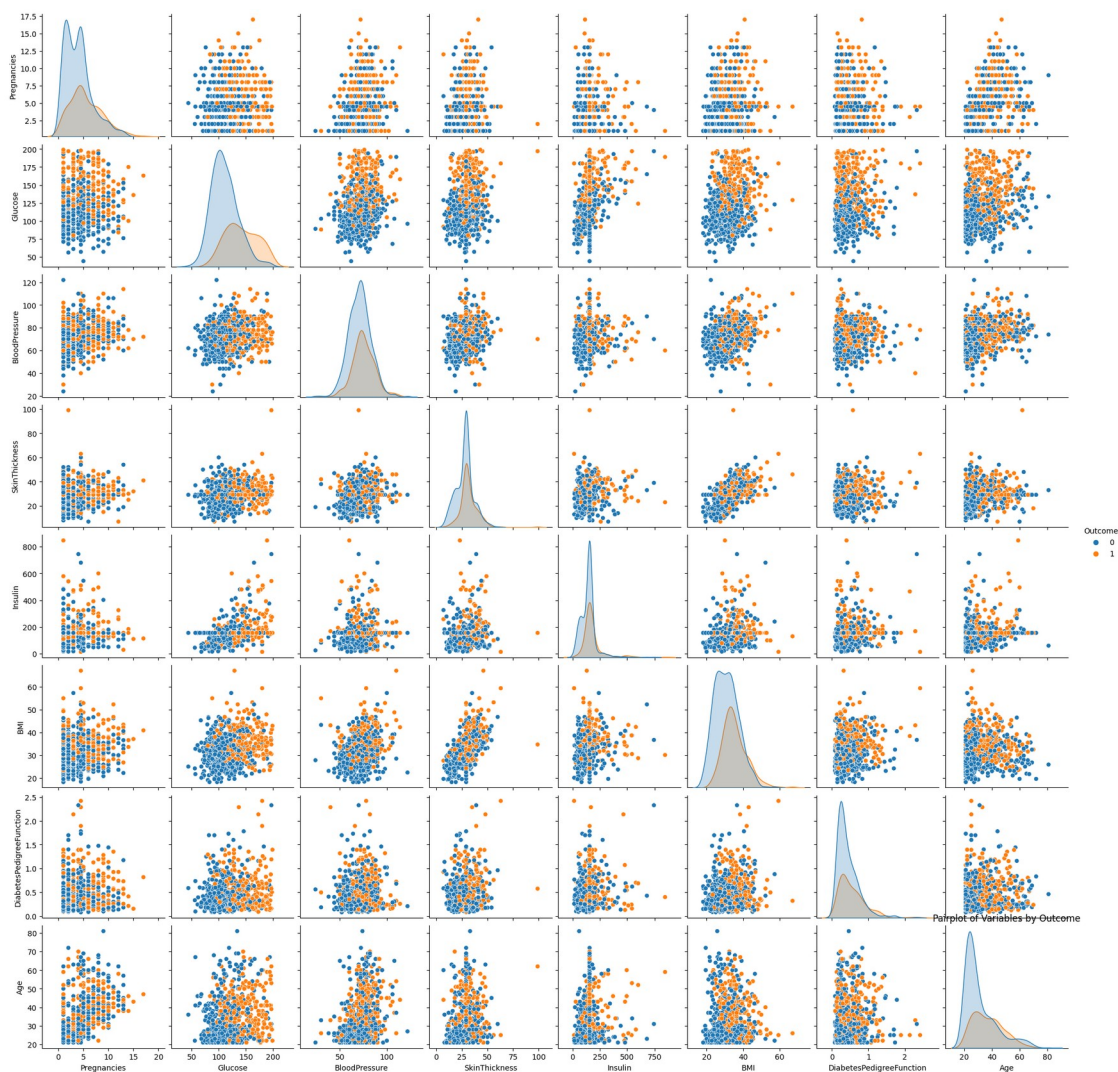 17.5
15.0
12.5
10.0
7.5
5.0
2.5
Pregnancies
200
175
150
125
100
75
50
Glucose
120
100
80
60
40
20
BloodPressure
100
80
60
40
20
SkinThickness
800
600
400
200
0
Insulin
Outcome
0
1
60
50
40
30
20
BMI
2.5
2.0
1.5
1.0
0.5
0.0
DiabetesPedigreeFunction
Pairplot of Variables by Outcome
80
70
60
50
40
30
20
Age
0 5 10 15 20
50 100 150 200
50 100
0 25 50 75 100
0 250 500 750
20 40 60
0 1 2
20 40 60 80
Pregnancies
Glucose
BloodPressure
SkinThickness
Insulin
BMI
DiabetesPedigreeFunction
Age